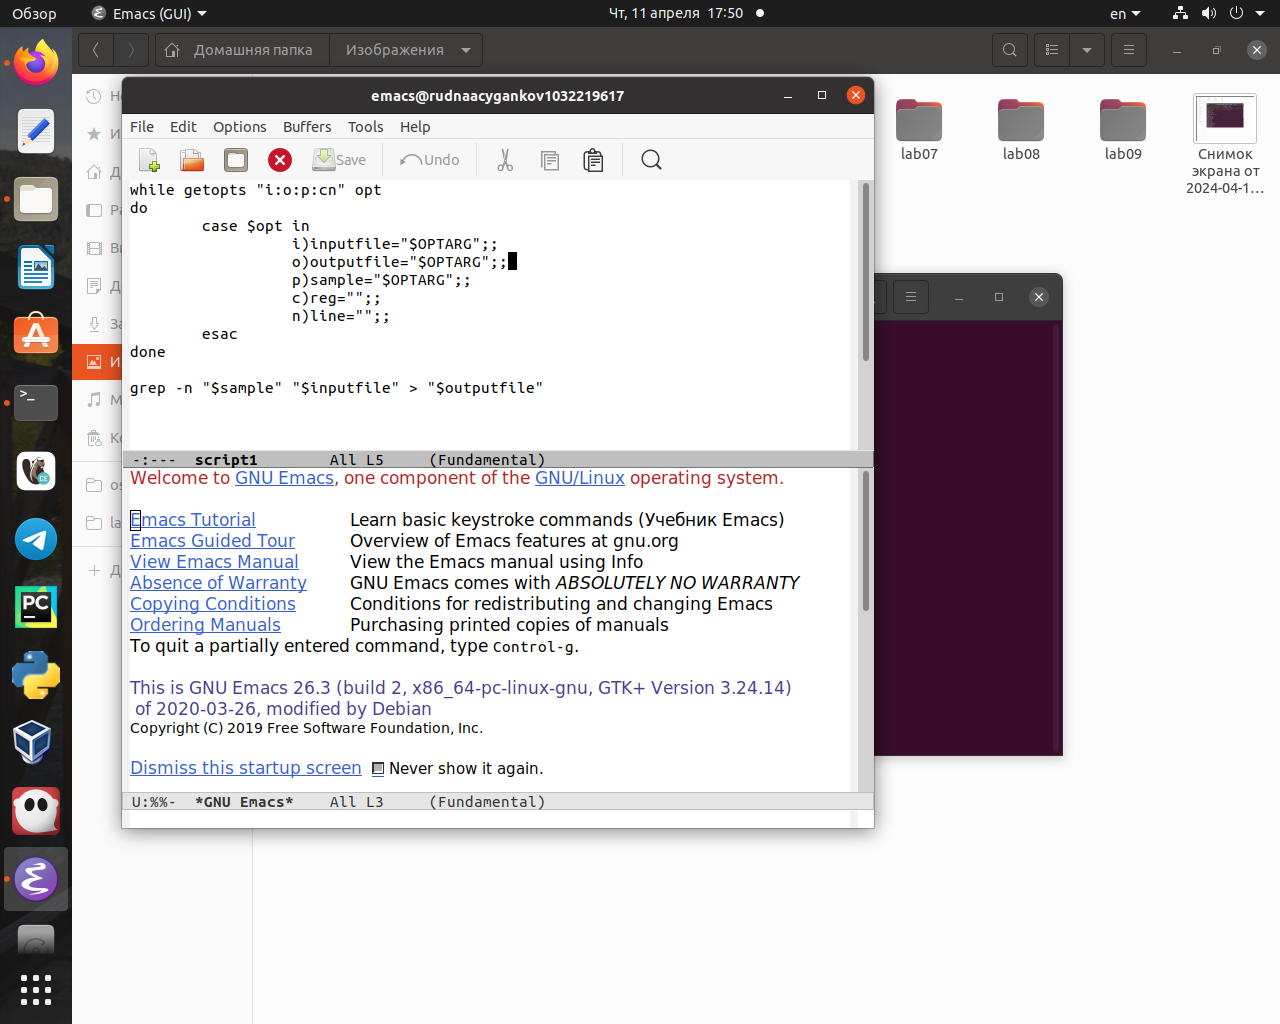 Обзор
Emacs (GUI)
Чт, 11 апреля 17:50
en
Домашняя папка
Изображения
lab07
lab08
lab09
Снимок
экрана от
2024-04-1…
emacs@rudnaacygankov1032219617
File Edit Options Buffers Tools Help
Save
Undo
while getopts "i:o:p:cn" opt
do
case $opt in
i)inputfile="$OPTARG";;
o)outputfile="$OPTARG";;
p)sample="$OPTARG";;
c)reg="";;
n)line="";;
esac
done
grep -n "$sample" "$inputfile" > "$outputfile"
-:--- script1 All L5 (Fundamental)
Welcome to GNU Emacs, one component of the GNU/Linux operating system.
Emacs Tutorial Learn basic keystroke commands (Учебник Emacs)
Emacs Guided Tour Overview of Emacs features at gnu.org
View Emacs Manual View the Emacs manual using Info
Absence of Warranty GNU Emacs comes with ABSOLUTELY NO WARRANTY
Copying Conditions Conditions for redistributing and changing Emacs
Ordering Manuals Purchasing printed copies of manuals
To quit a partially entered command, type Control-g.
This is GNU Emacs 26.3 (build 2, x86_64-pc-linux-gnu, GTK+ Version 3.24.14)
of 2020-03-26, modified by Debian
Copyright (C) 2019 Free Software Foundation, Inc.
Dismiss this startup screen Never show it again.
U:%%- *GNU Emacs* All L3 (Fundamental)